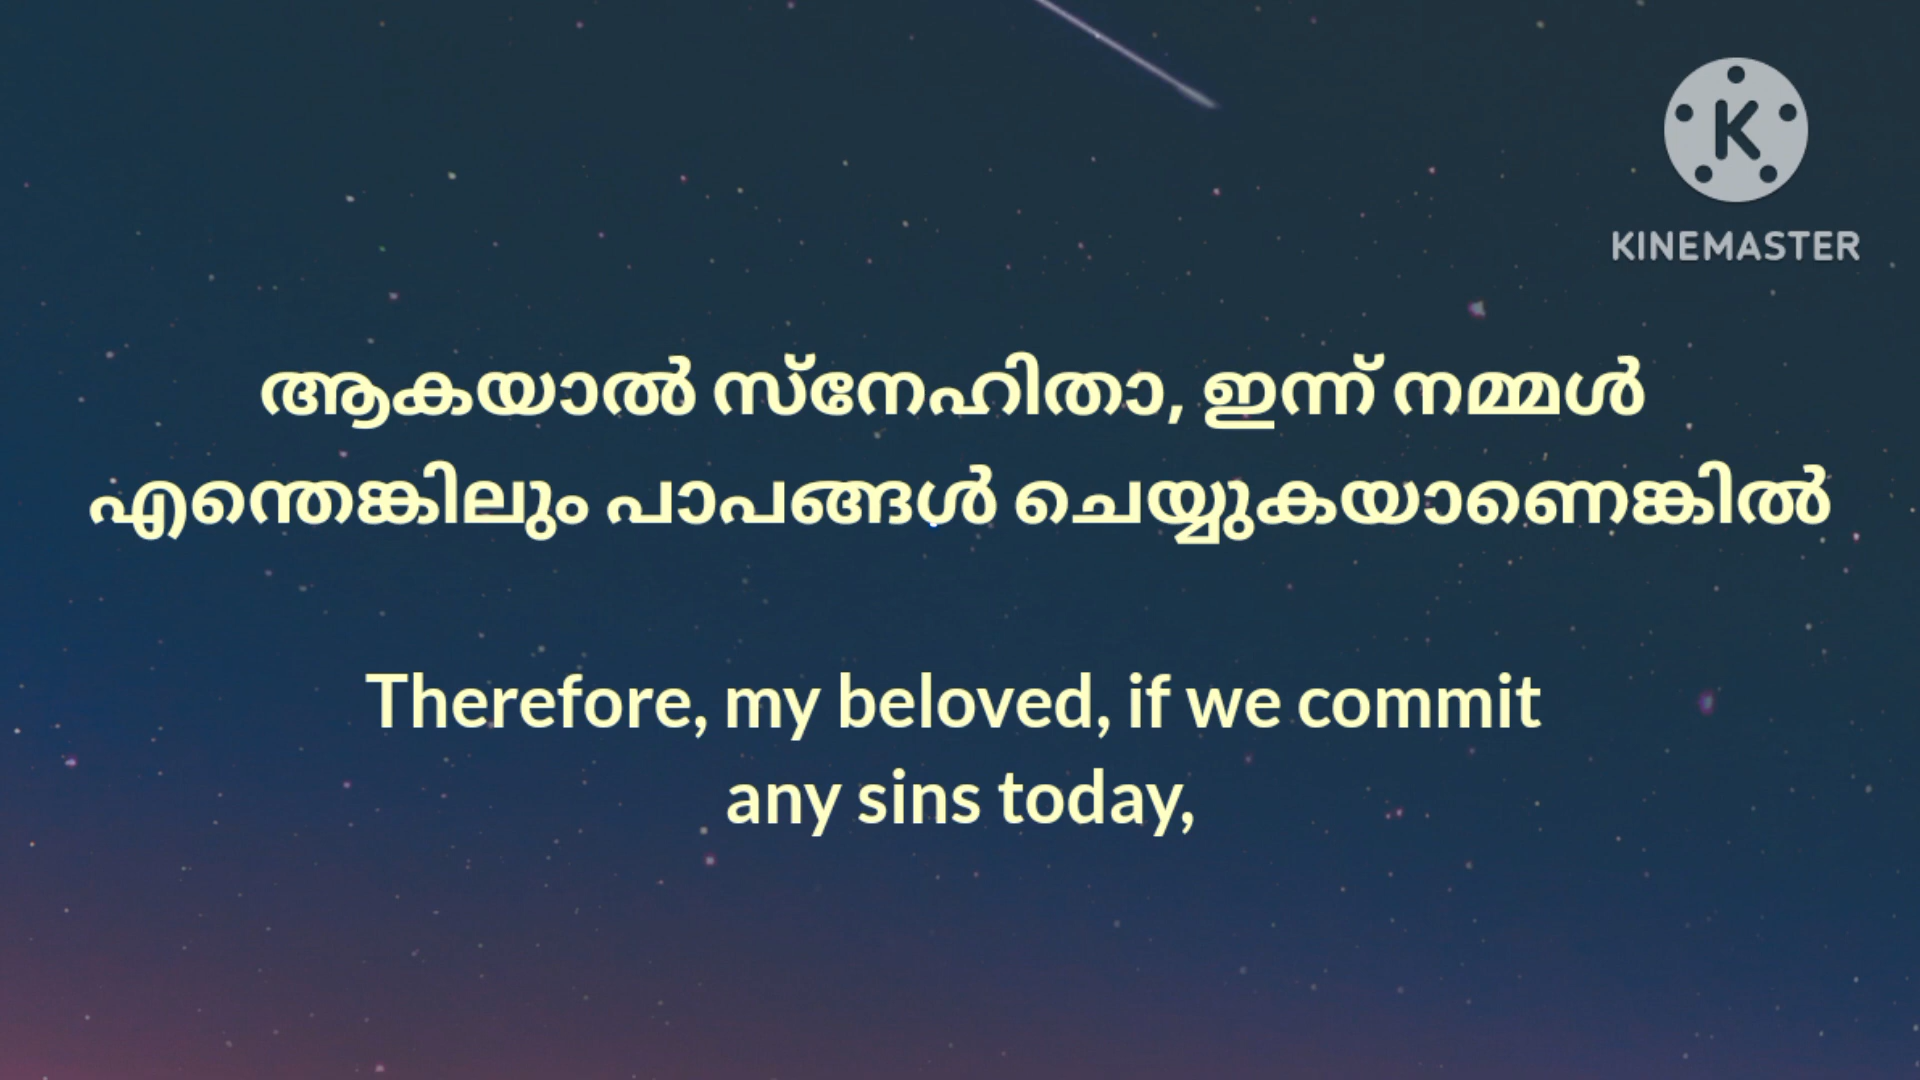 K
KINEMASTER
ആകയാൽ സ്നേഹിതാ, ഇന്ന് നമ്മൾ
എന്തെങ്കിലും പാപങ്ങൾ ചെയ്യുകയാണെങ്കിൽ
Therefore, my beloved, if we commit
any sins today,